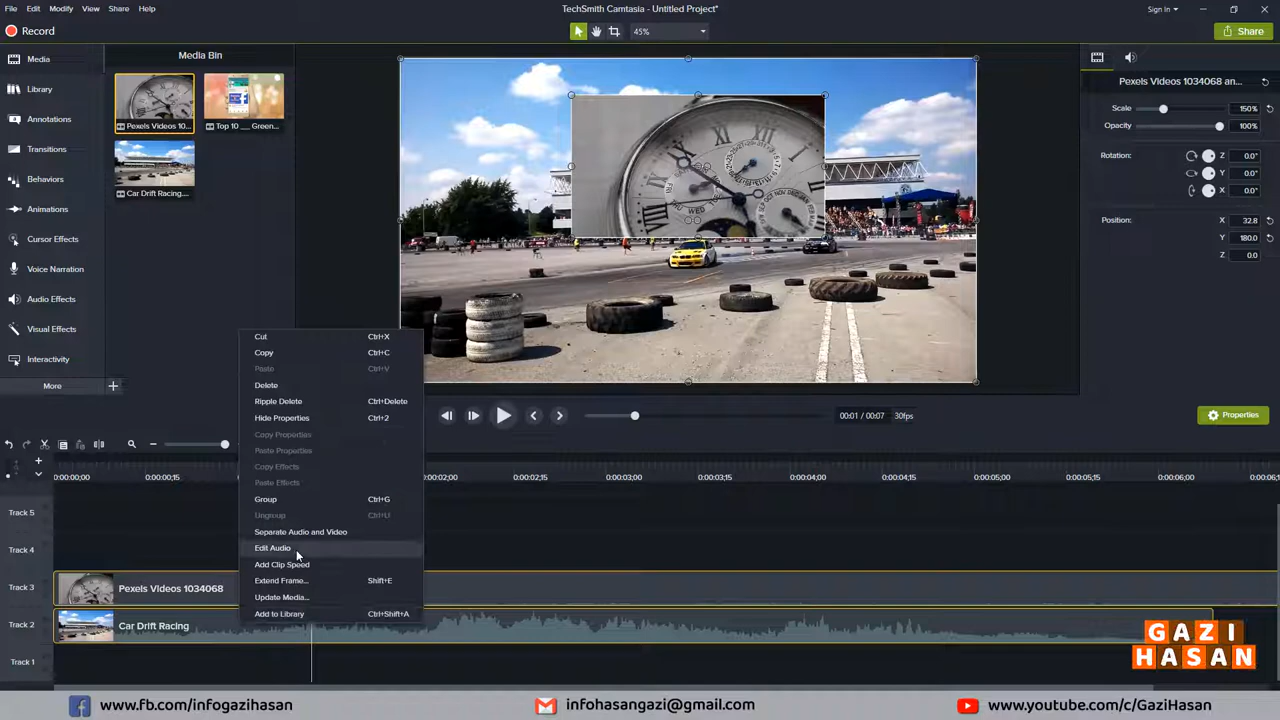 File Edit Modify View Share Help
TechSmith Camtasia - Untitled Project*
Sign In
Record
45%
Share
Media
Library
Annotations
Transitions
Behaviors
Animations
Cursor Effects
Voice Narration
Audio Effects
Visual Effects
Interactivity
More
Media Bin
Pexels Videos 10...
Top 10 __ Green...
Car Drift Racing....
Pexels Videos 1034068 an...
Scale 150%
Opacity 100%
Rotation: Z 0.0°
Y 0.0°
X 0.0°
Position: X 32.8
Y 180.0
Z 0.0
Cut Ctrl+X
Copy Ctrl+C
Paste Ctrl+V
Delete
Ripple Delete Ctrl+Delete
Hide Properties Ctrl+2
Copy Properties
Paste Properties
Copy Effects
Paste Effects
Group Ctrl+G
Ungroup Ctrl+U
Separate Audio and Video
Edit Audio
Add Clip Speed
Extend Frame... Shift+E
Update Media...
Add to Library Ctrl+Shift+A
00:01 / 00:07 30fps
Properties
0:00:00;00 0:00:00;15 0:00:02;00 0:00:02;15 0:00:03;00 0:00:04;00 0:00:04;15 0:00:05;00 0:00:06;00
Track 5
Track 4
Track 3
Pexels Videos 1034068
Track 2
Car Drift Racing
Track 1
GAZI
HASAN
www.fb.com/infogazihasan
infohasangazi@gmail.com
www.youtube.com/c/GaziHasan